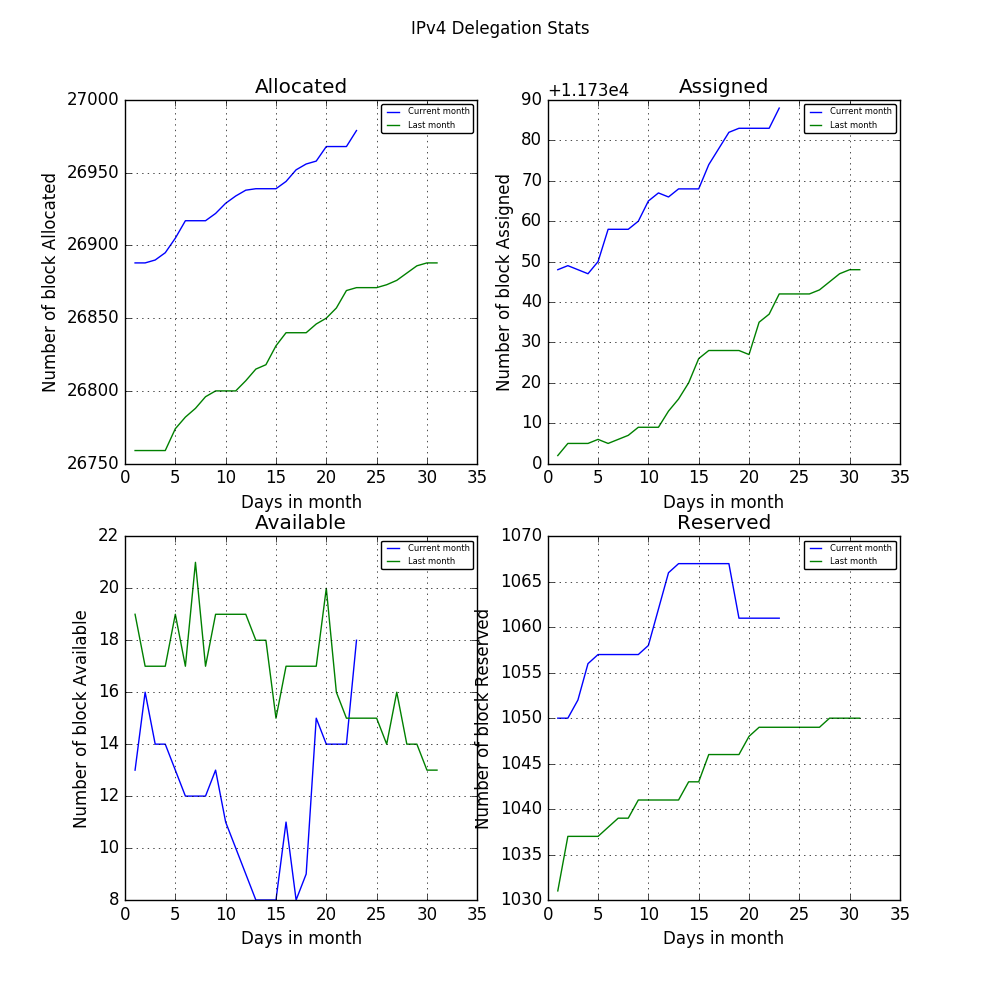 IPv4 Delegation Stats
Allocated
Number of block Allocated
27000
26950
26900
26850
26800
26750
Current month
Last month
0 5 10 15 20 25 30 35
Days in month
Assigned
+1.173e4
Number of block Assigned
90
80
70
60
50
40
30
20
10
0
Current month
Last month
0 5 10 15 20 25 30 35
Days in month
Available
Number of block Available
22
20
18
16
14
12
10
8
Current month
Last month
0 5 10 15 20 25 30 35
Days in month
Reserved
Number of block Reserved
1070
1065
1060
1055
1050
1045
1040
1035
1030
Current month
Last month
0 5 10 15 20 25 30 35
Days in month